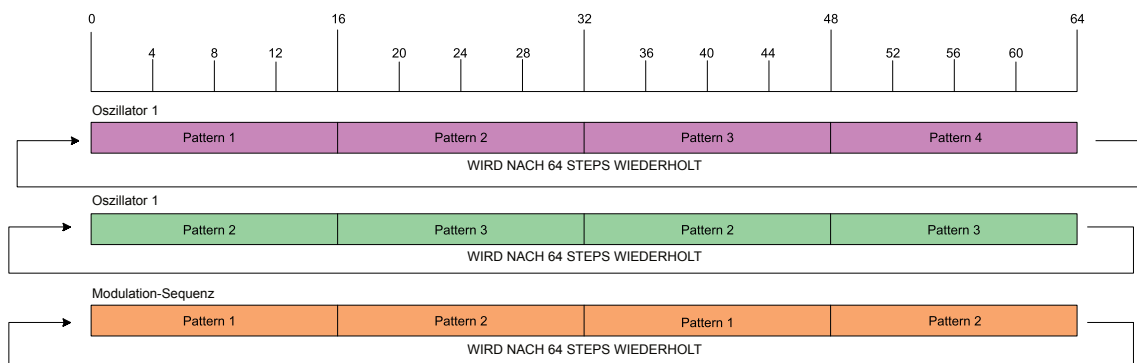 0 16 32 48 64
4 8 12 20 24 28 36 40 44 52 56 60
Oszillator 1
Pattern 1 Pattern 2 Pattern 3 Pattern 4
WIRD NACH 64 STEPS WIEDERHOLT
Oszillator 1
Pattern 2 Pattern 3 Pattern 2 Pattern 3
WIRD NACH 64 STEPS WIEDERHOLT
Modulation-Sequenz
Pattern 1 Pattern 2 Pattern 1 Pattern 2
WIRD NACH 64 STEPS WIEDERHOLT